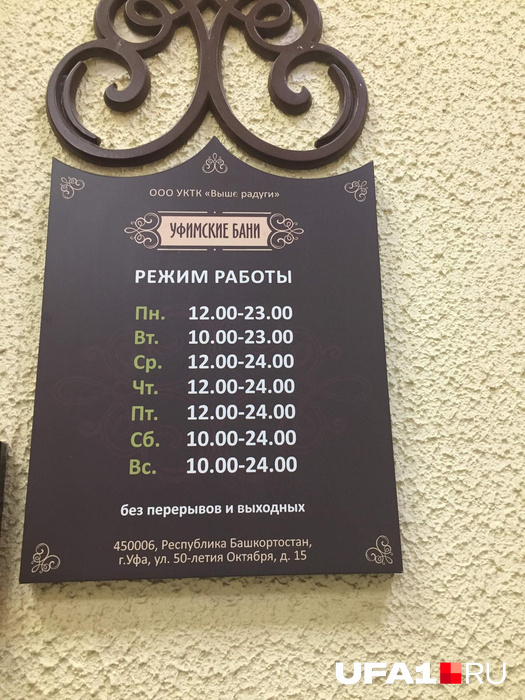 ООО УКТК «Выше радуги»
УФИМСКИЕ БАНИ
РЕЖИМ РАБОТЫ
Пн. 12.00-23.00
Вт. 10.00-23.00
Ср. 12.00-24.00
Чт. 12.00-24.00
Пт. 12.00-24.00
Сб. 10.00-24.00
Вс. 10.00-24.00
без перерывов и выходных
450006, Республика Башкортостан,
г.Уфа, ул. 50-летия Октября, д. 15
UFA1.RU